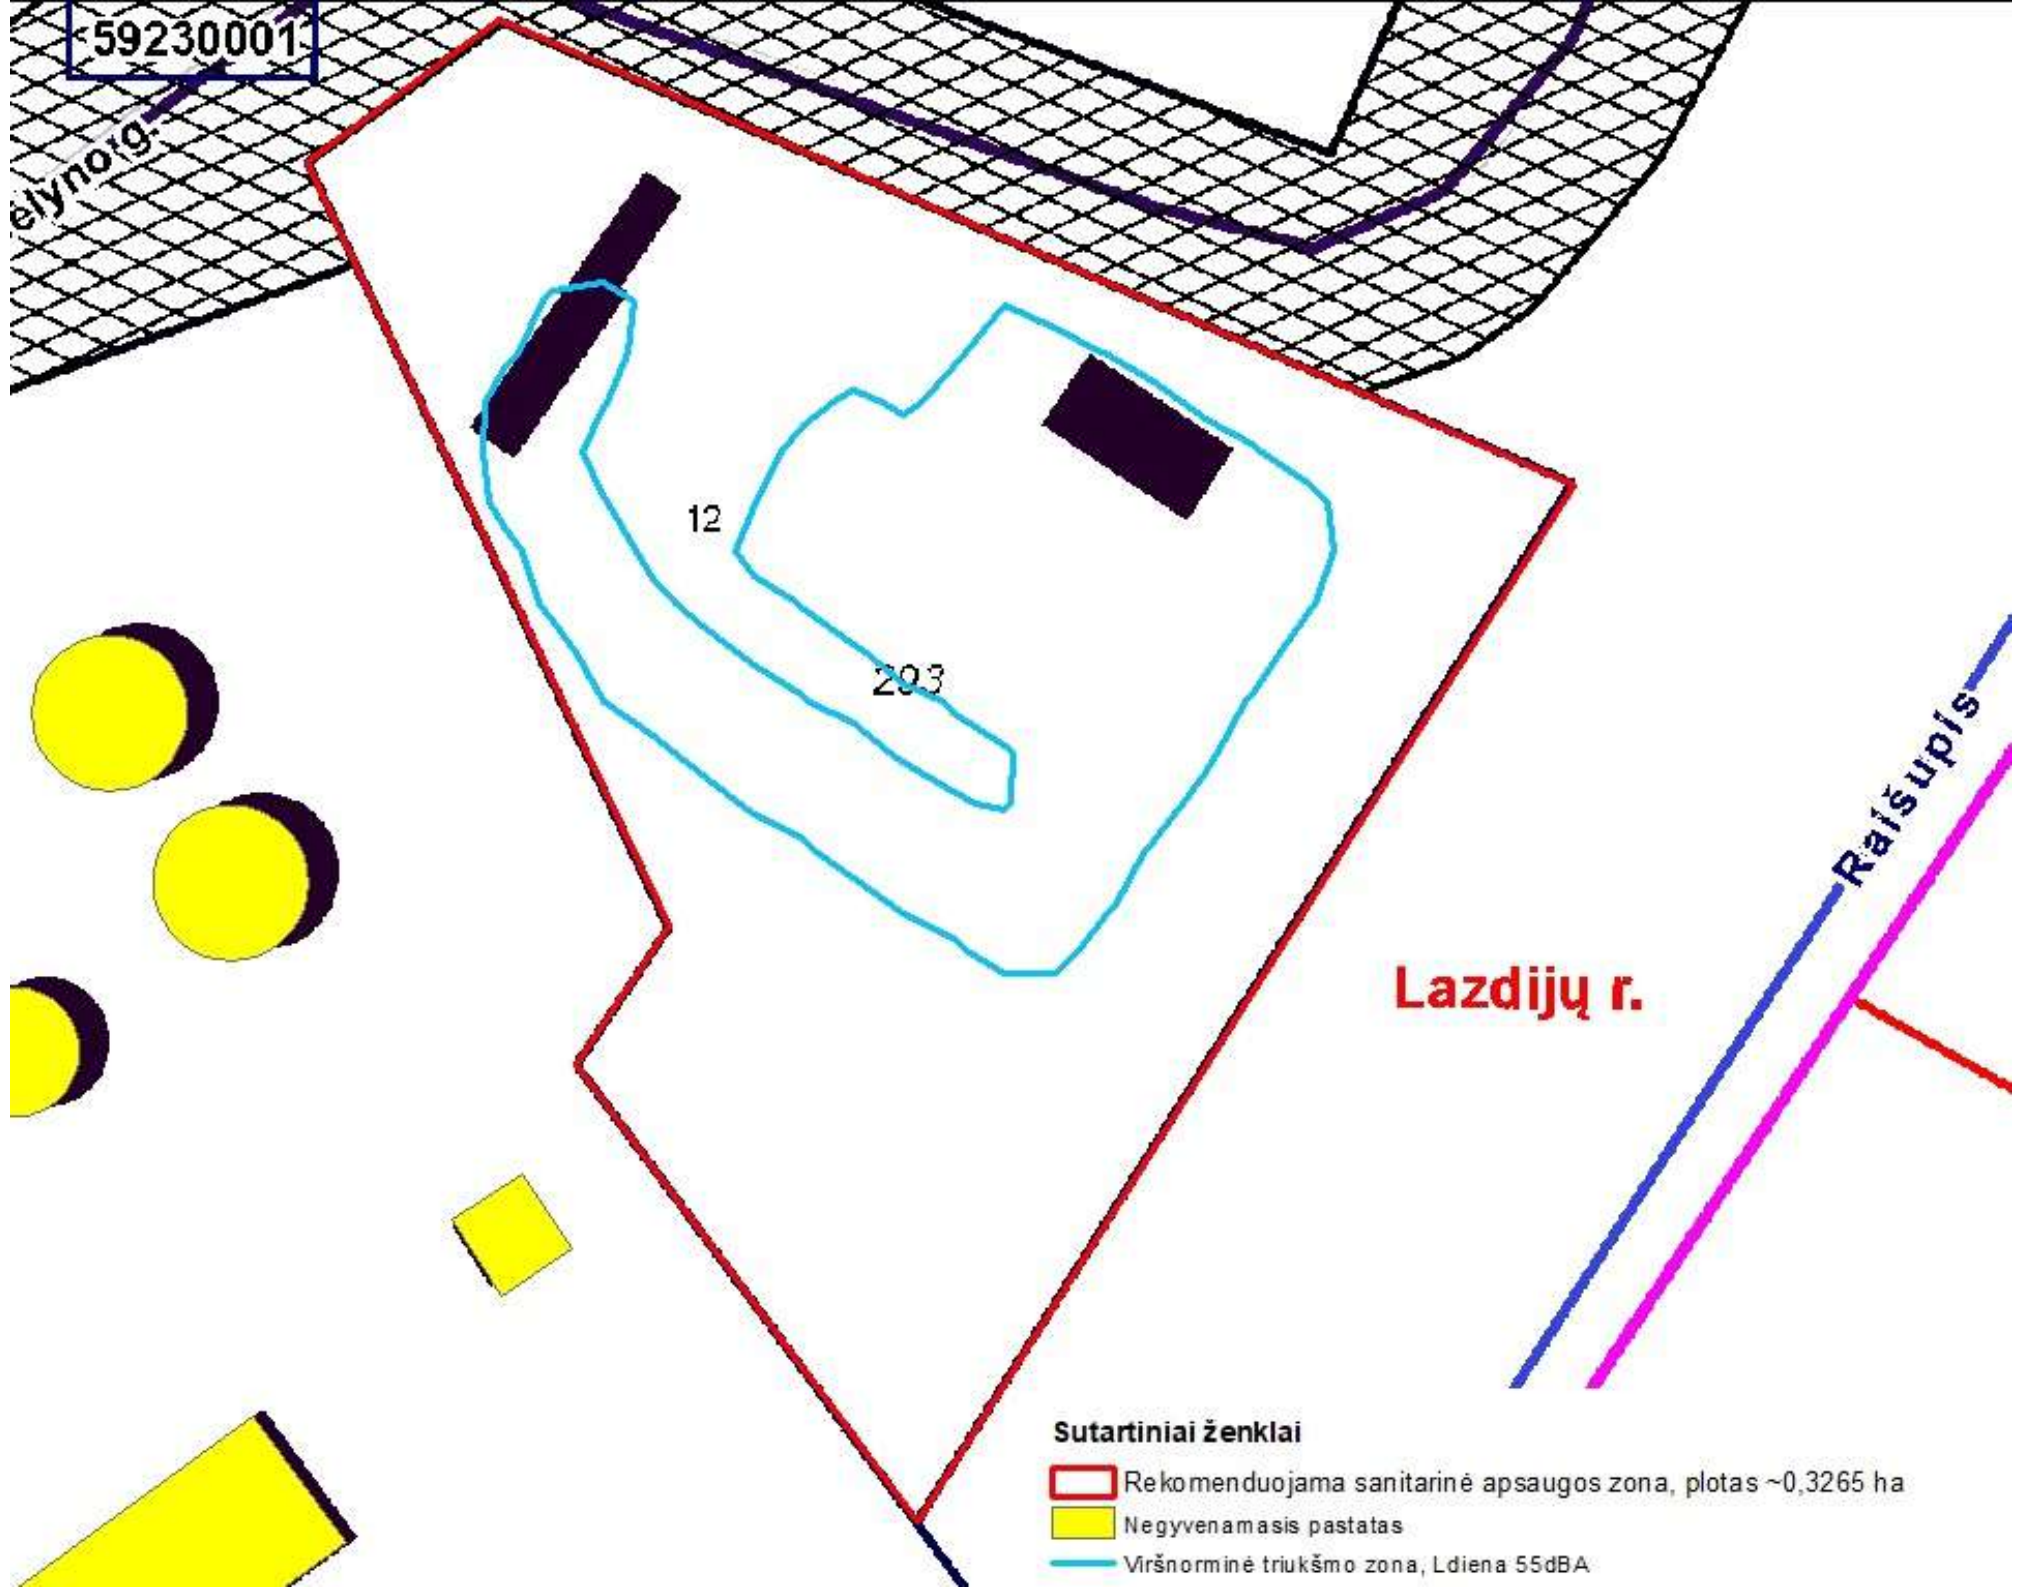 59230001
ėlyno g.
12
293
Raišupis
Lazdijų r.
Sutartiniai ženklai
Rekomenduojama sanitarinė apsaugos zona, plotas ~0,3265 ha
Negyvenamasis pastatas
Viršnorminė triukšmo zona, Ldiena 55dBA